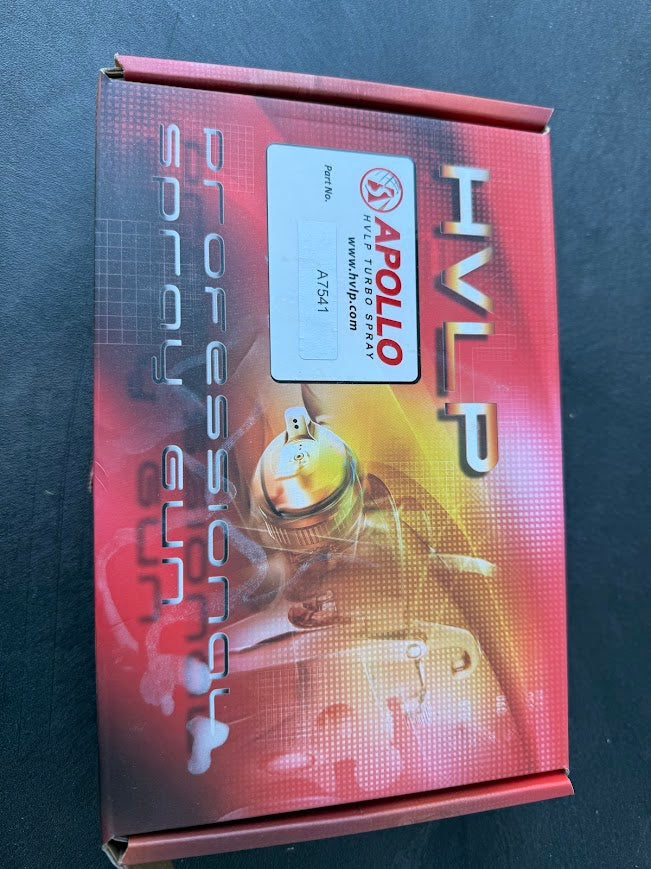 HVLP
APOLLO
HVLP TURBO SPRAY
www.hvlp.com
Part No.
A7541
professional
spray gun